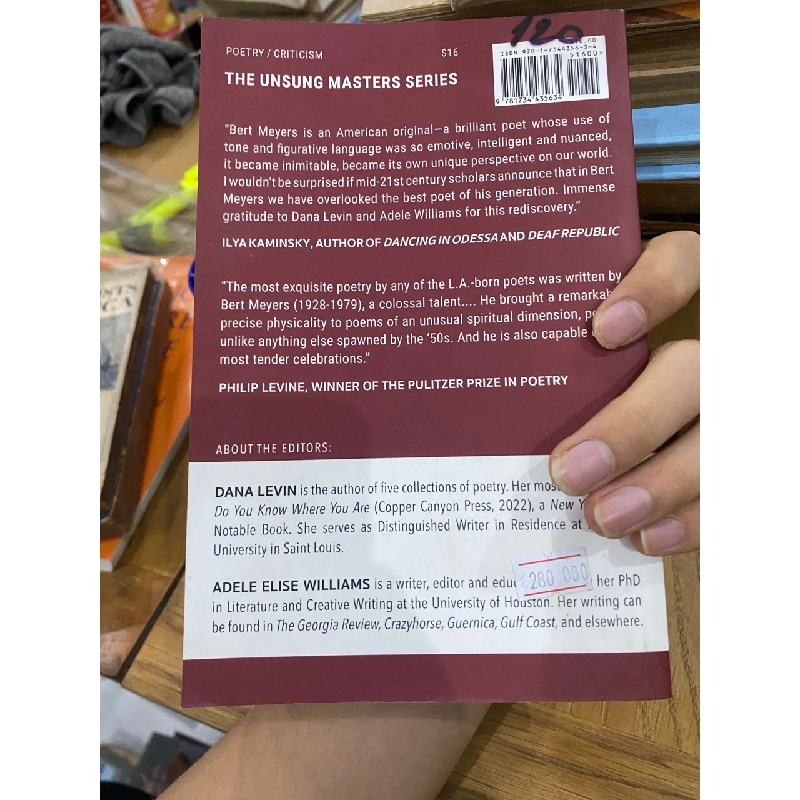 120
POETRY / CRITICISM
$16
.00
51600>
9 781734 435634
THE UNSUNG MASTERS SERIES
"Bert Meyers is an American original—a brilliant poet whose use of
tone and figurative language was so emotive, intelligent and nuanced,
it became inimitable, became its own unique perspective on our world.
I wouldn't be surprised if mid-21st century scholars announce that in Bert
Meyers we have overlooked the best poet of his generation. Immense
gratitude to Dana Levin and Adele Williams for this rediscovery."
ILYA KAMINSKY, AUTHOR OF DANCING IN ODESSA AND DEAF REPUBLIC
"The most exquisite poetry by any of the L.A.-born poets was written by
Bert Meyers (1928-1979), a colossal talent.... He brought a remarkab
precise physicality to poems of an unusual spiritual dimension,
unlike anything else spawned by the '50s. And he is also capable
most tender celebrations."
PHILIP LEVINE, WINNER OF THE PULITZER PRIZE IN POETRY
ABOUT THE EDITORS:
DANA LEVIN is the author of five collections of poetry. Her mos
Do You Know Where You Are (Copper Canyon Press, 2022), a New Y
Notable Book. She serves as Distinguished Writer in Residence at
University in Saint Louis.
ADELE ELISE WILLIAMS is a writer, editor and educ her PhD
280 000
in Literature and Creative Writing at the University of Houston. Her writing can
be found in The Georgia Review, Crazyhorse, Guernica, Gulf Coast, and elsewhere.